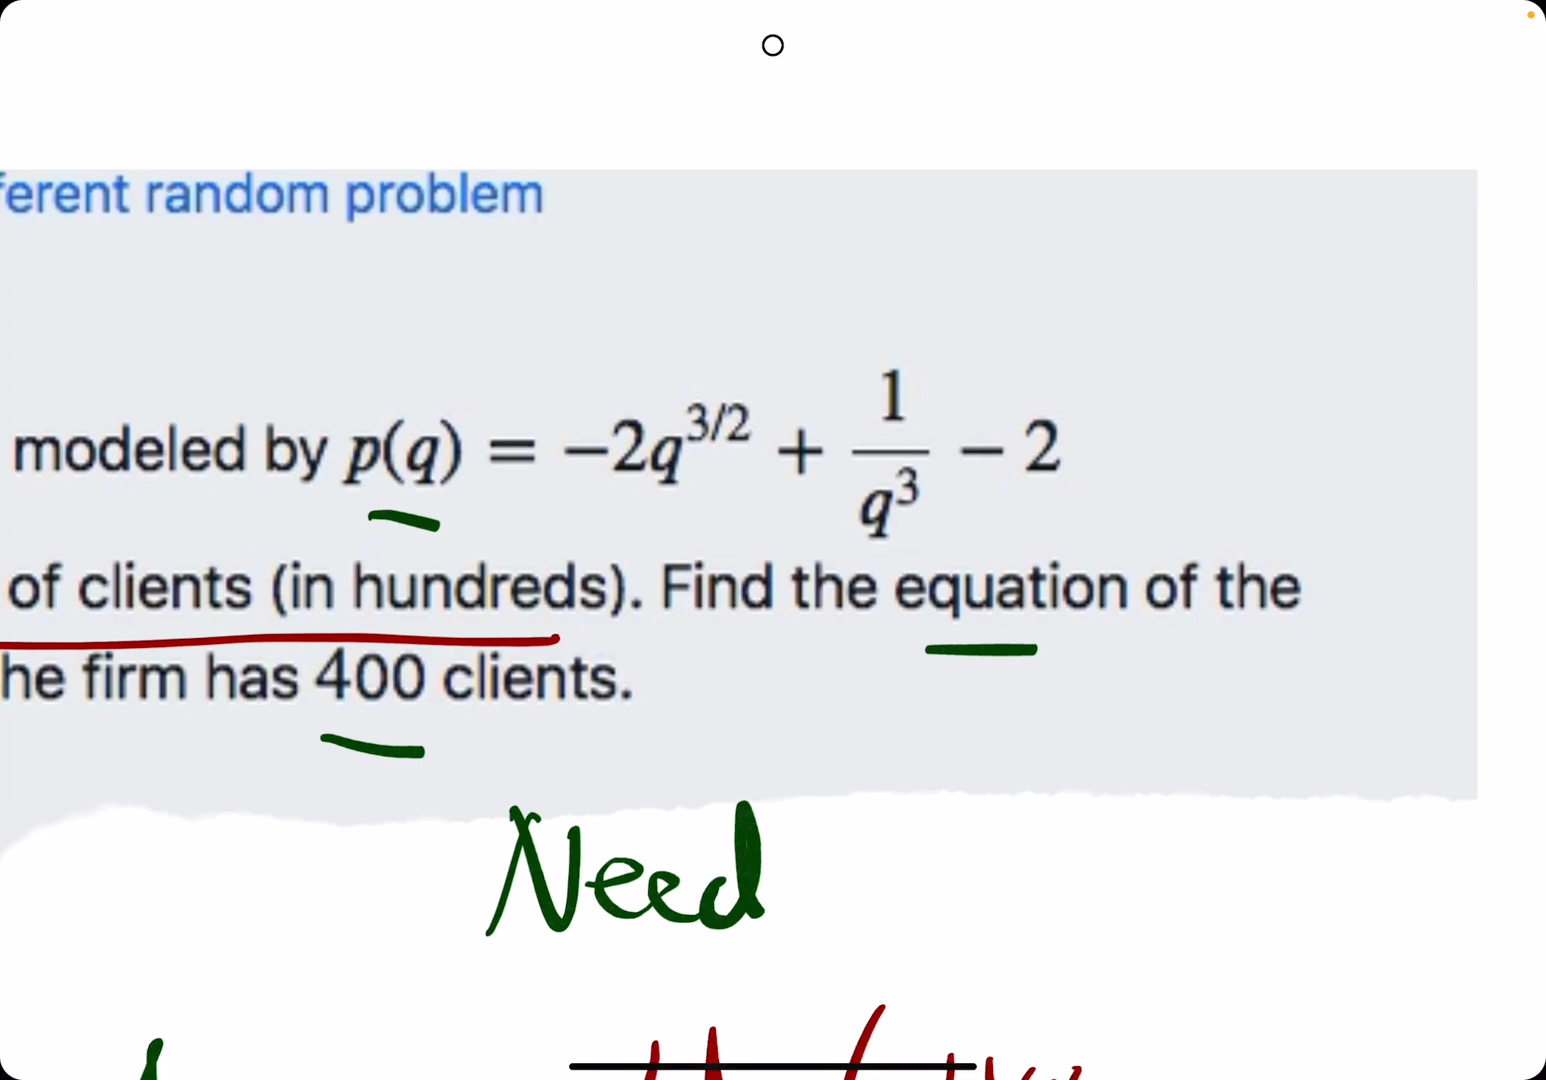 ferent random problem
modeled by p(q) = −2q^{3/2} + \frac{1}{q^3} − 2
of clients (in hundreds). Find the equation of the
he firm has 400 clients.
Need